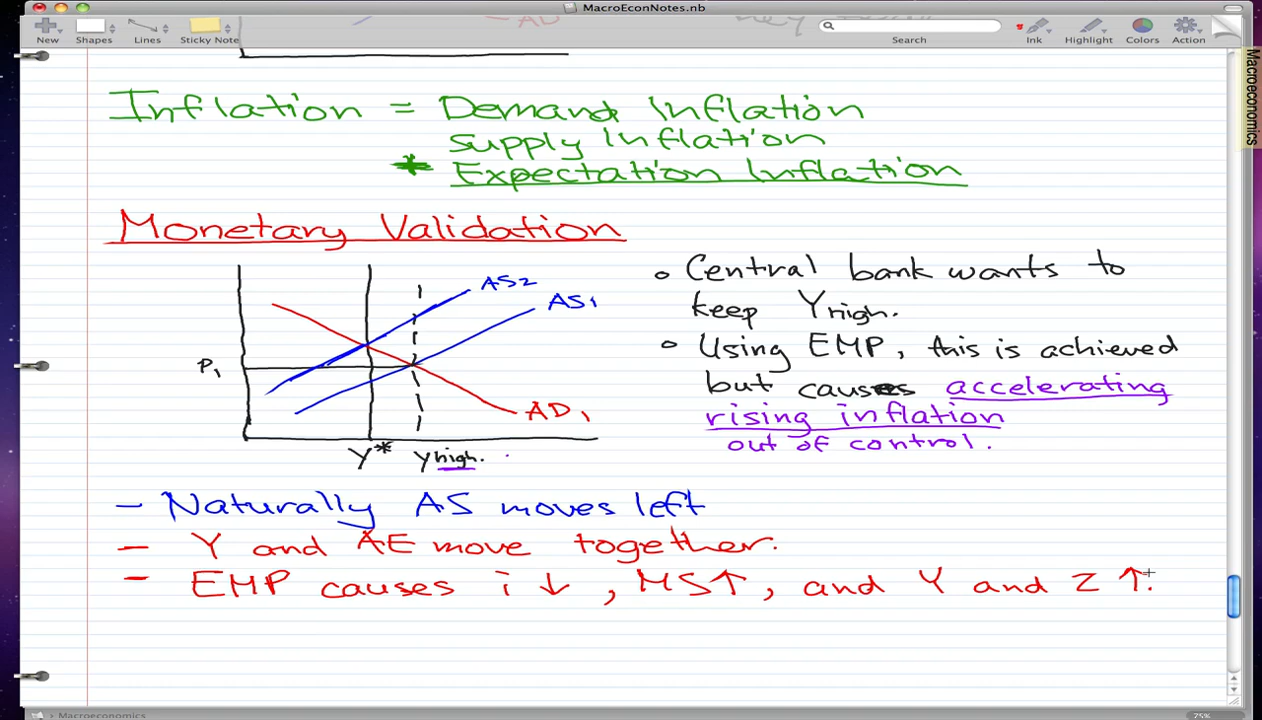 MacroEconNotes.nb
New Shapes Lines Sticky Note Search Ink Highlight Colors Action
Macroeconomics
Inflation = Demand Inflation
supply Inflation
* Expectation Inflation
Monetary Validation
AS2
AS1
P1
AD1
Y* Yhigh.
• Central bank wants to
keep Yhigh.
• Using EMP, this is achieved
but causes accelerating
rising inflation
out of control.
- Naturally AS moves left
- Y and AE move together.
- EMP causes i ↓, MS↑, and Y and Z ↑.
Macroeconomics
75%